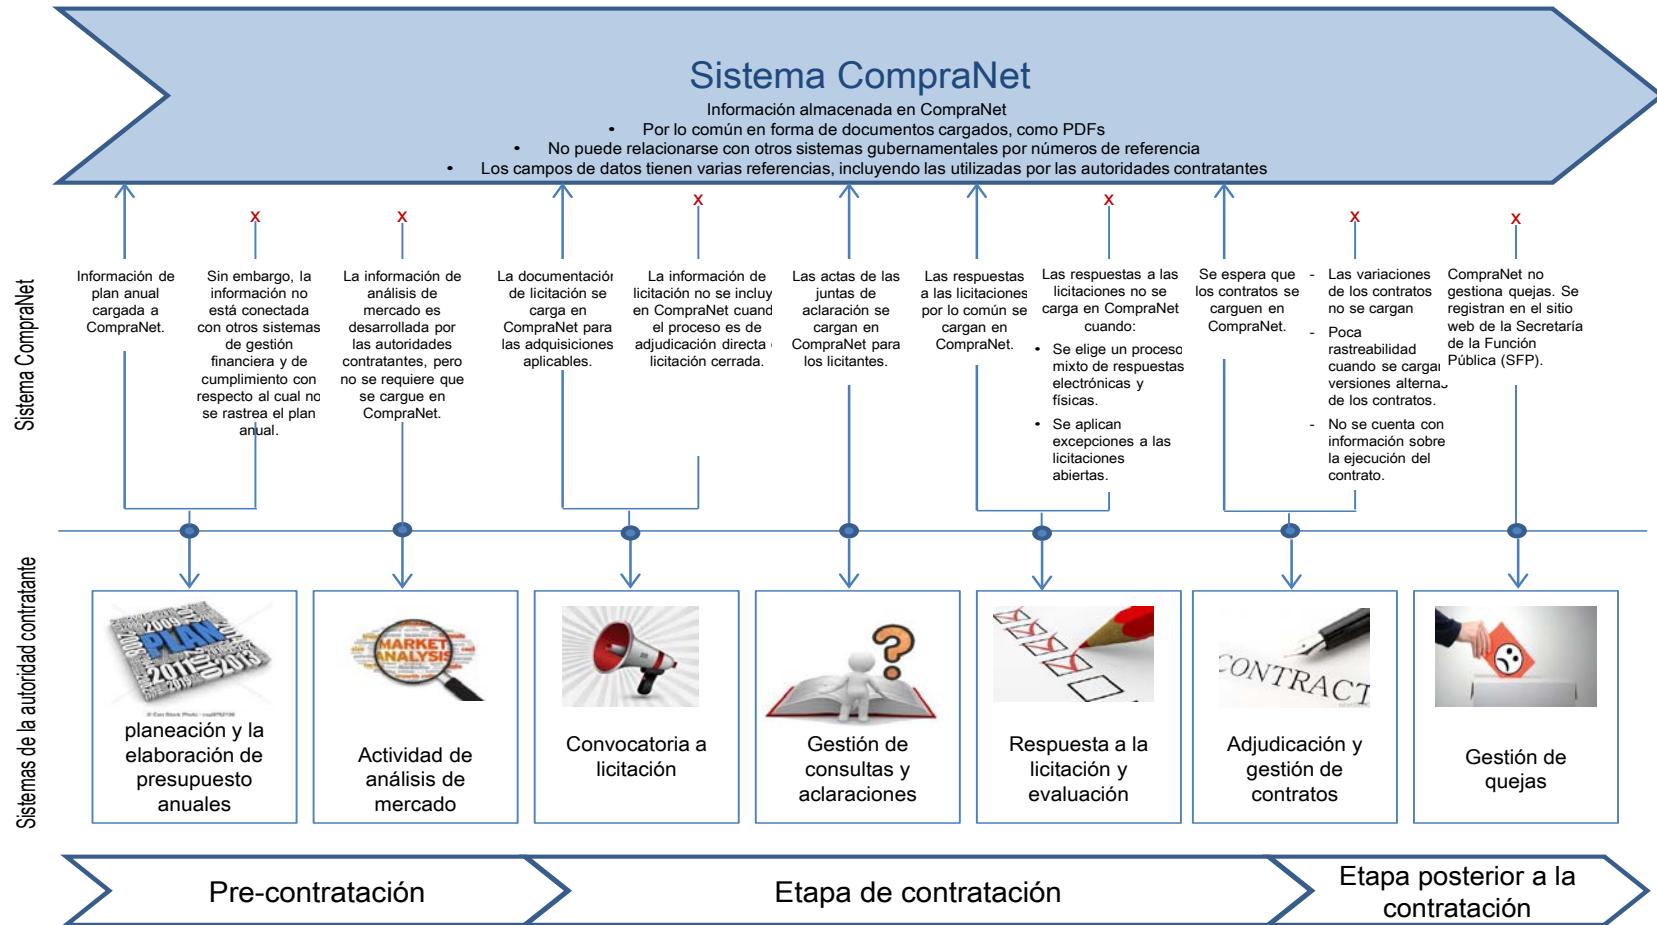 Sistema CompraNet
Información almacenada en CompraNet
• Por lo común en forma de documentos cargados, como PDFs
• No puede relacionarse con otros sistemas gubernamentales por números de referencia
• Los campos de datos tienen varias referencias, incluyendo las utilizadas por las autoridades contratantes
x
x
x
x
x
x
Sistema CompraNet
Información de
plan anual
cargada a
CompraNet.
Sin embargo, la
información no
está conectada
con otros sistemas
de gestión
financiera y de
cumplimiento con
respecto al cual no
se rastrea el plan
anual.
La información de
análisis de
mercado es
desarrollada por
las autoridades
contratantes, pero
no se requiere que
se cargue en
CompraNet.
La documentación
de licitación se
carga en
CompraNet para
las adquisiciones
aplicables.
La información de
licitación no se incluy
en CompraNet cuand
el proceso es de
adjudicación directa
licitación cerrada.
Las actas de las
juntas de
aclaración se
cargan en
CompraNet para
los licitantes.
Las respuestas
a las licitaciones
por lo común se
cargan en
CompraNet.
Las respuestas a las
licitaciones no se
carga en CompraNet
cuando:
• Se elige un proceso
mixto de respuestas
electrónicas y
físicas.
• Se aplican
excepciones a las
licitaciones
abiertas.
Se espera que
los contratos se
carguen en
CompraNet.
- Las variaciones
de los contratos
no se cargan
- Poca
rastreabilidad
cuando se cargan
versiones alternas
de los contratos.
- No se cuenta con
información sobre
la ejecución del
contrato.
CompraNet no
gestiona quejas. Se
registran en el sitio
web de la Secretaría
de la Función
Pública (SFP).
Sistemas de la autoridad contratante
2009
PLAN
2011
2013
planeación y la
elaboración de
presupuesto
anuales
MARKET
ANALYSIS
Actividad de
análisis de
mercado
Convocatoria a
licitación
?
Gestión de
consultas y
aclaraciones
Respuesta a la
licitación y
evaluación
CONTRACT
Adjudicación y
gestión de
contratos
Gestión de
quejas
Pre-contratación
Etapa de contratación
Etapa posterior a la
contratación